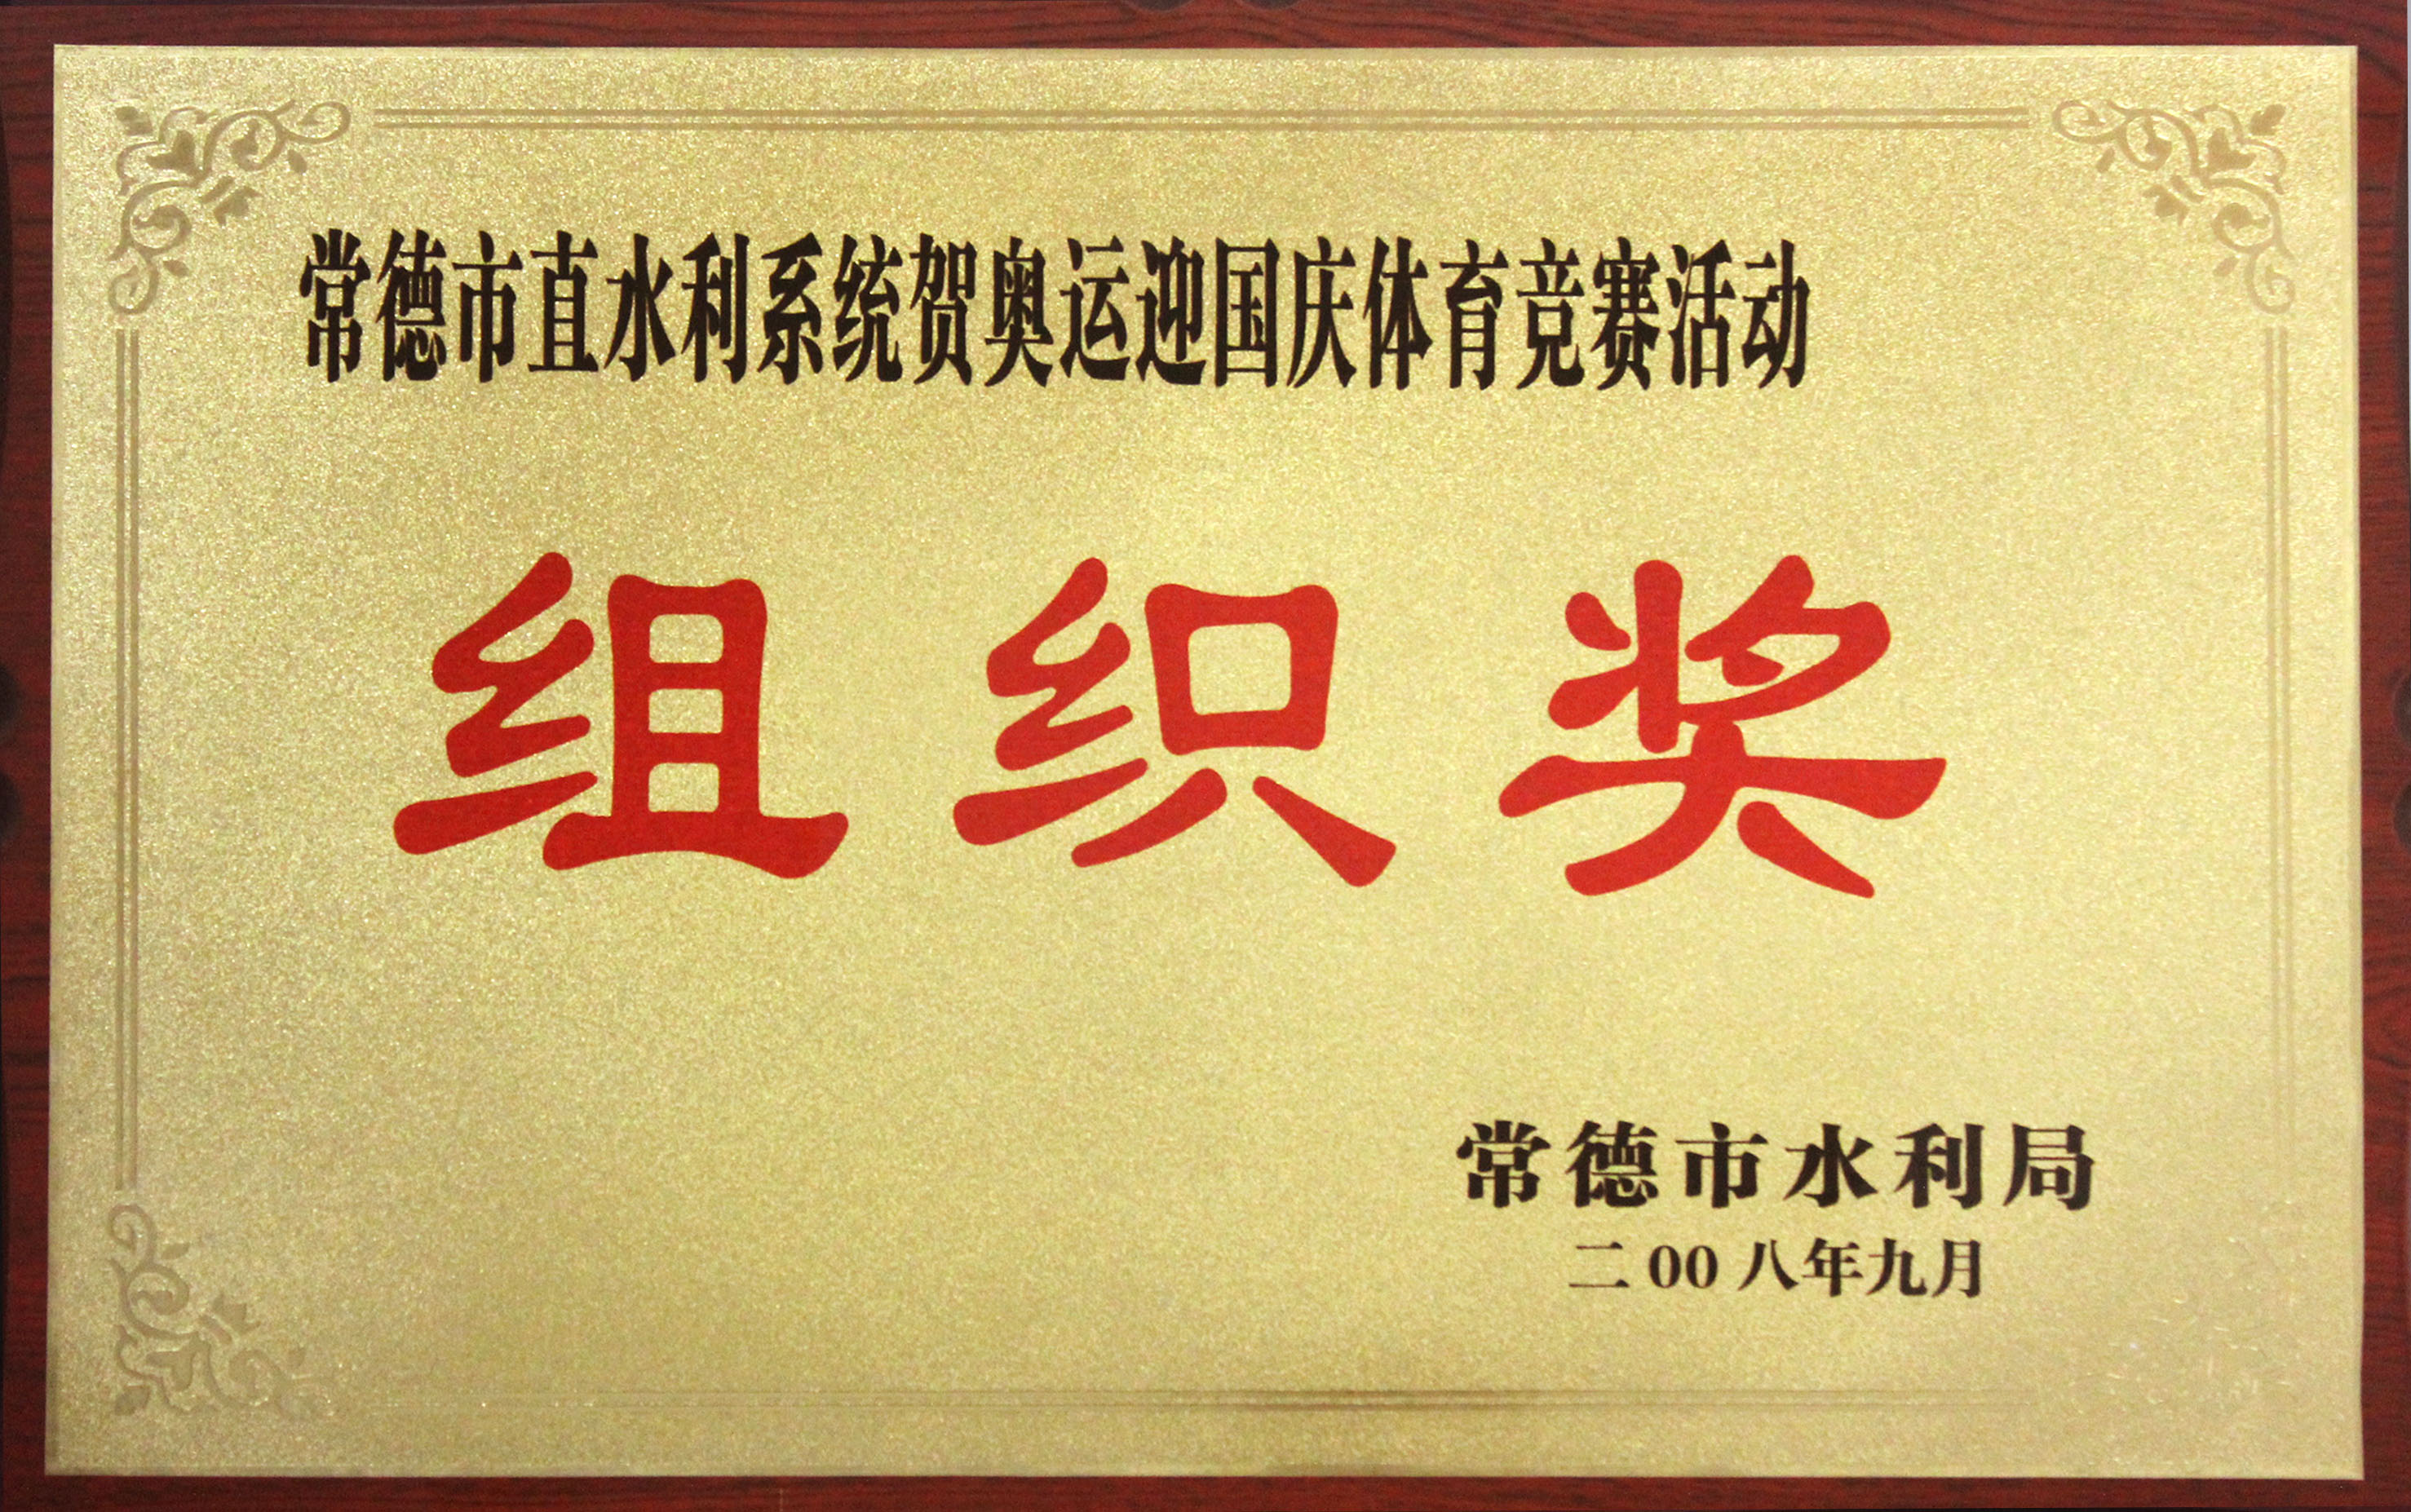 常德市直水利系统贺奥运迎国庆体育竞赛活动
组织奖
常德市水利局
二00八年九月